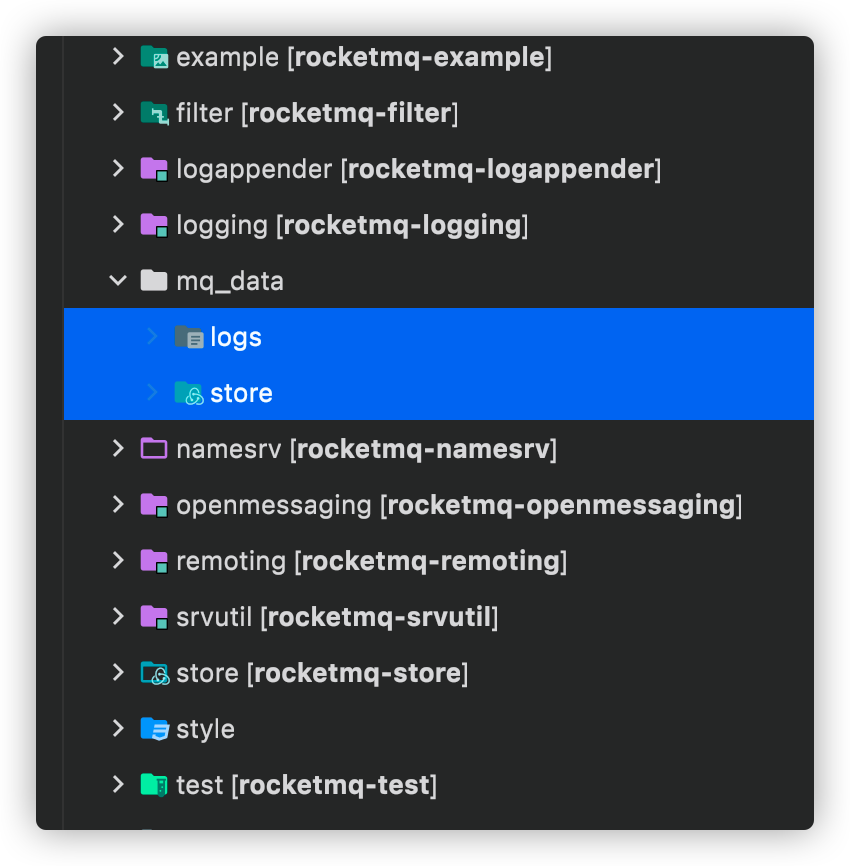 example [rocketmq-example]
filter [rocketmq-filter]
logappender [rocketmq-logappender]
logging [rocketmq-logging]
mq_data
logs
store
namesrv [rocketmq-namesrv]
openmessaging [rocketmq-openmessaging]
remoting [rocketmq-remoting]
srvutil [rocketmq-srvutil]
store [rocketmq-store]
style
test [rocketmq-test]